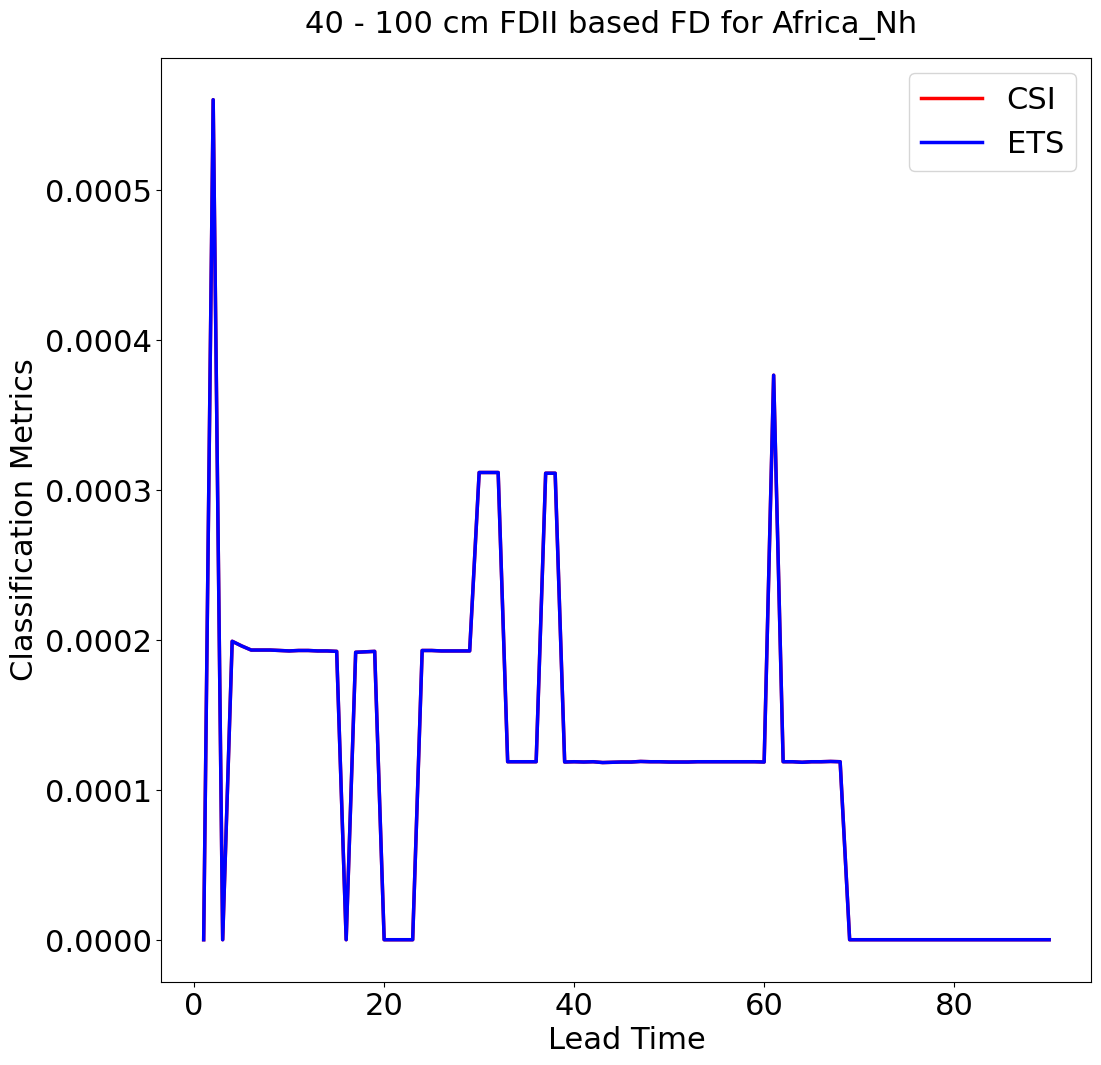 40 - 100 cm FDII based FD for Africa_Nh
CSI
ETS
Classification Metrics
0.0005
0.0004
0.0003
0.0002
0.0001
0.0000
0 20 40 60 80
Lead Time